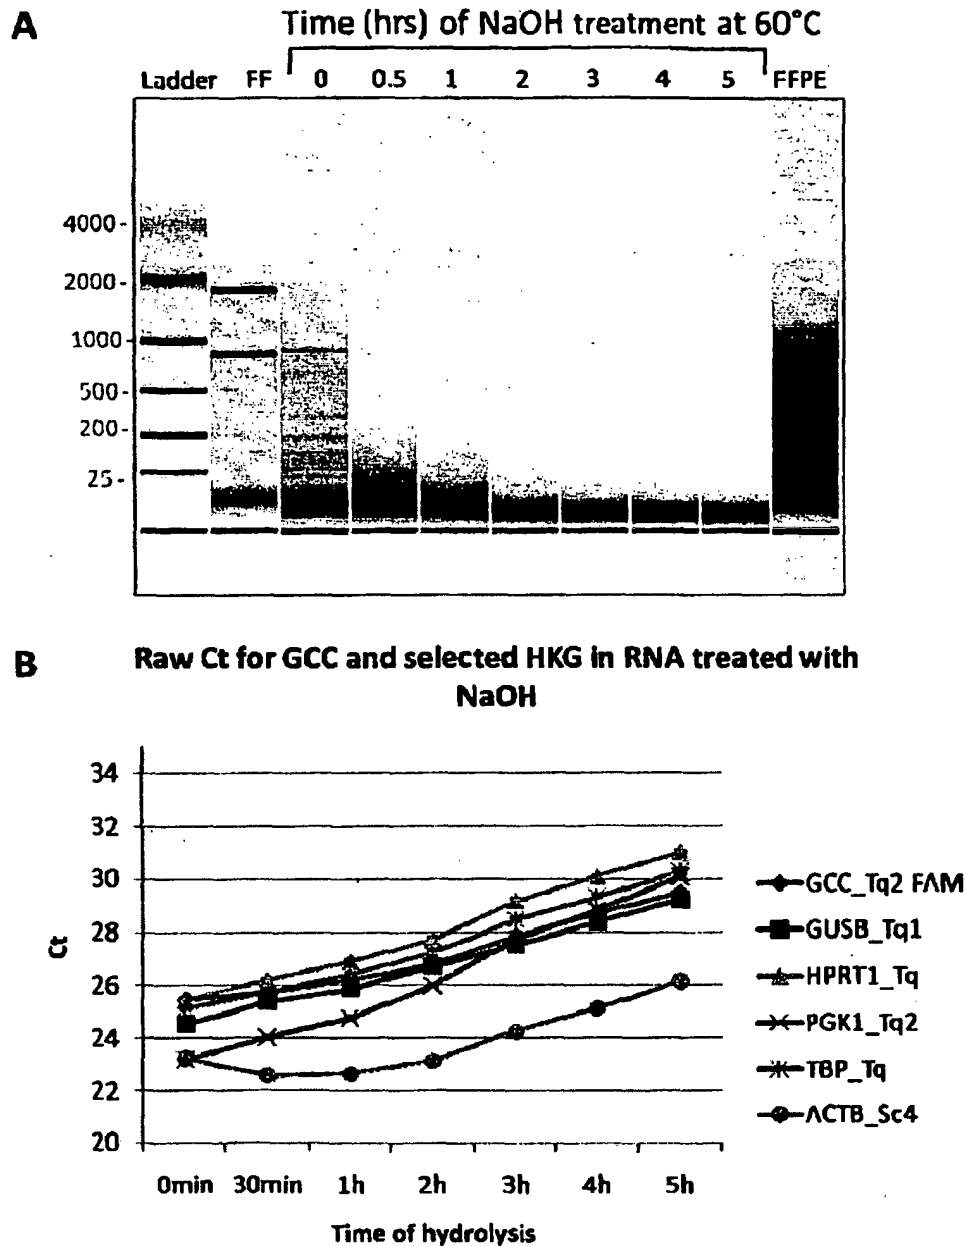 A
Time (hrs) of NaOH treatment at 60°C
Ladder FF 0 0.5 1 2 3 4 5 FFPE
4000-
2000-
1000-
500-
200-
25-
B
Raw Ct for GCC and selected HKG in RNA treated with
NaOH
34
32
30
28
26
24
22
20
Ct
0min 30min 1h 2h 3h 4h 5h
Time of hydrolysis
GCC_Tq2 FAM
GUSB_Tq1
HPRT1_Tq
PGK1_Tq2
TBP_Tq
ACTB_Sc4